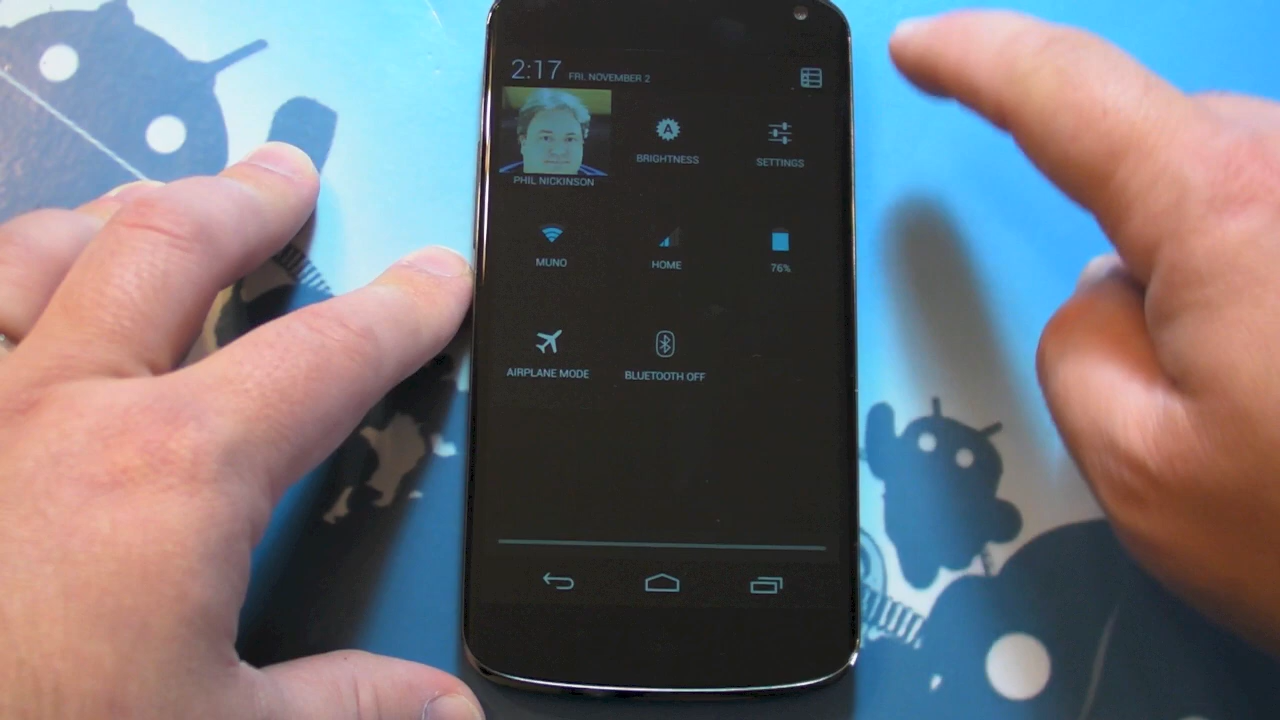 2:17 FRI, NOVEMBER 2
A
PHIL NICKINSON
BRIGHTNESS
SETTINGS
MUNO
HOME
76%
AIRPLANE MODE
BLUETOOTH OFF